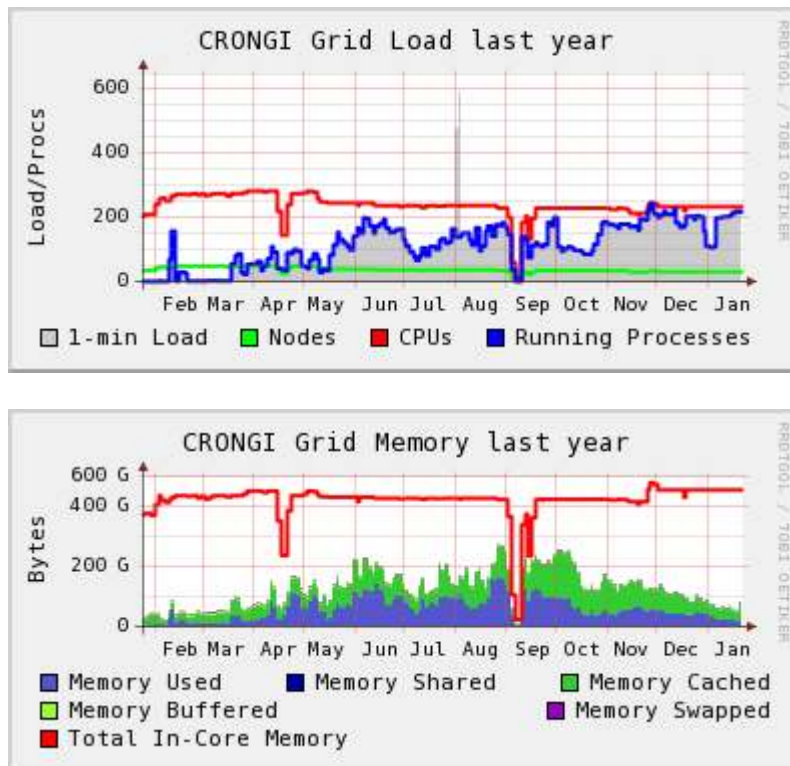 CRONGI Grid Load last year
RRDTOOL / TOBI OETIKER
Load/Procs
600
400
200
0
Feb Mar Apr May Jun Jul Aug Sep Oct Nov Dec Jan
1-min Load Nodes CPUs Running Processes
CRONGI Grid Memory last year
RRDTOOL / TOBI OETIKER
Bytes
600 G
400 G
200 G
0
Feb Mar Apr May Jun Jul Aug Sep Oct Nov Dec Jan
Memory Used Memory Shared Memory Cached
Memory Buffered Memory Swapped
Total In-Core Memory